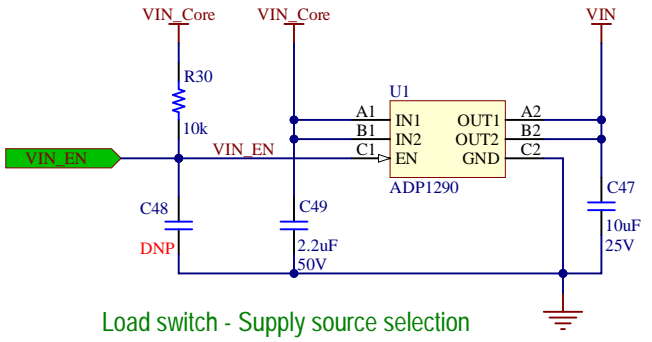 VIN_Core
VIN_Core
VIN
R30
10k
U1
A1 IN1 OUT1 A2
B1 IN2 OUT2 B2
C1 EN GND C2
ADP1290
VIN_EN
VIN_EN
C48
DNP
C49
2.2uF
50V
C47
10uF
25V
Load switch - Supply source selection